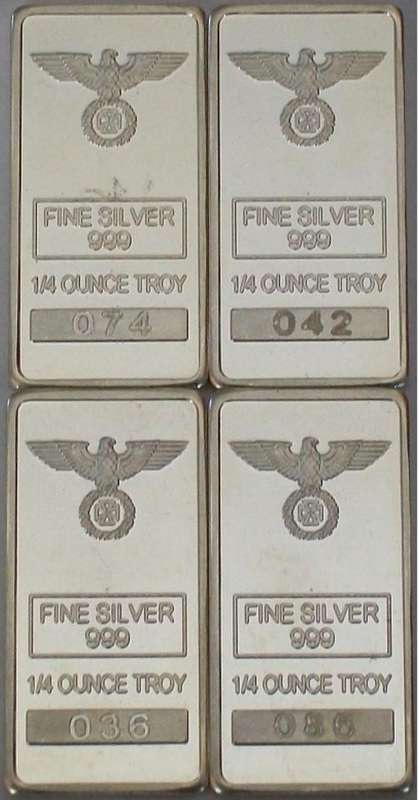 FINE SILVER
999
1/4 OUNCE TROY
074
FINE SILVER
999
1/4 OUNCE TROY
042
FINE SILVER
999
1/4 OUNCE TROY
036
FINE SILVER
999
1/4 OUNCE TROY